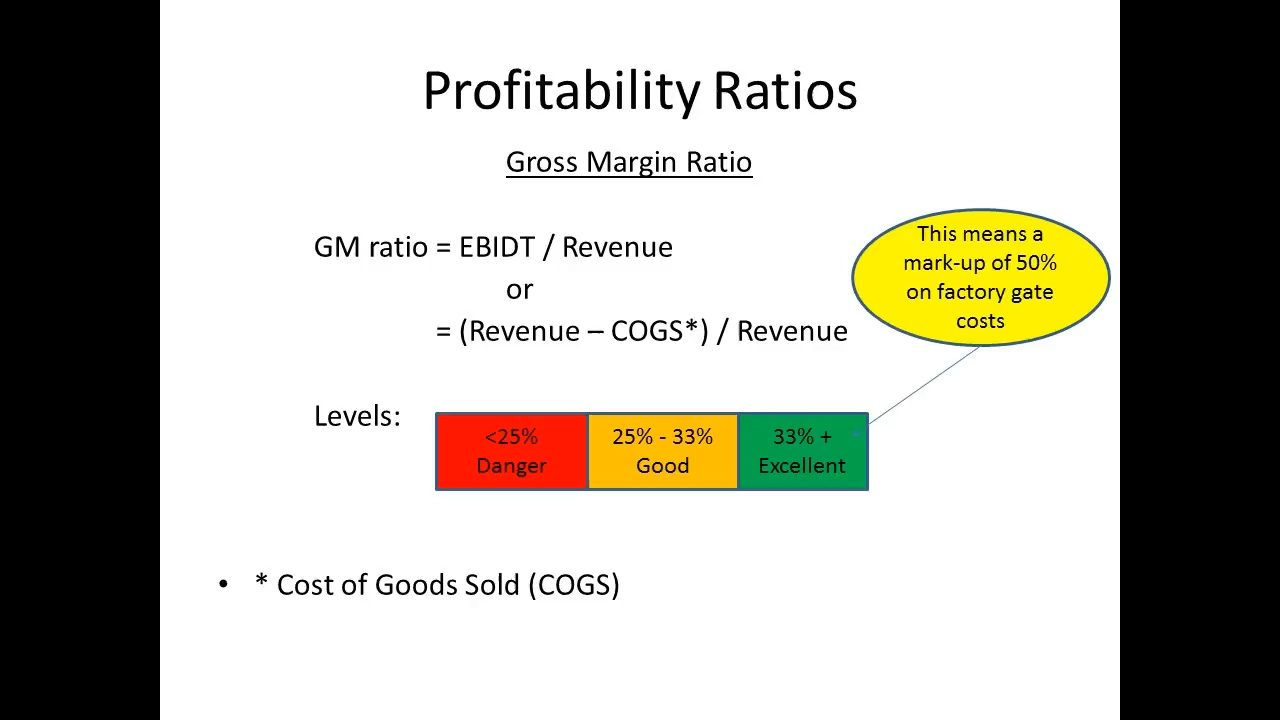 Profitability Ratios
Gross Margin Ratio
GM ratio = EBIDT / Revenue
or
= (Revenue – COGS*) / Revenue
This means a
mark-up of 50%
on factory gate
costs
Levels:
<25%
Danger
25% - 33%
Good
33% +
Excellent
• * Cost of Goods Sold (COGS)